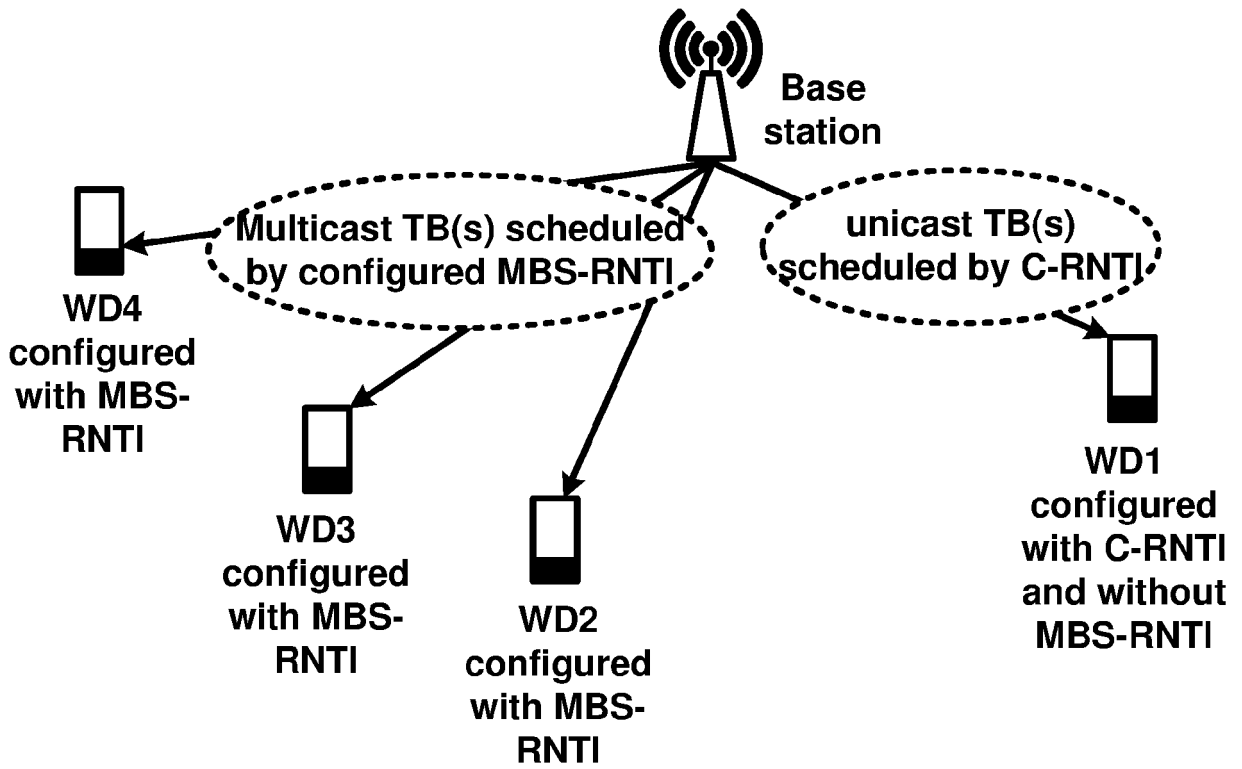 Base
station
Multicast TB(s) scheduled
by configured MBS-RNTI
unicast TB(s)
scheduled by C-RNTI
WD4
configured
with MBS-
RNTI
WD3
configured
with MBS-
RNTI
WD2
configured
with MBS-
RNTI
WD1
configured
with C-RNTI
and without
MBS-RNTI